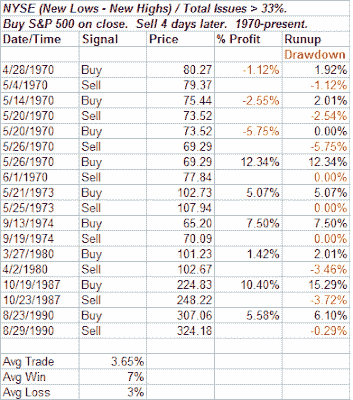 NYSE (New Lows - New Highs) / Total Issues > 33%.
Buy S&P 500 on close. Sell 4 days later. 1970-present.
Date/Time Signal Price % Profit Runup
Drawdown
4/28/1970 Buy 80.27 -1.12% 1.92%
5/4/1970 Sell 79.37 -1.12%
5/14/1970 Buy 75.44 -2.55% 2.01%
5/20/1970 Sell 73.52 -2.54%
5/20/1970 Buy 73.52 -5.75% 0.00%
5/26/1970 Sell 69.29 -5.75%
5/26/1970 Buy 69.29 12.34% 12.34%
6/1/1970 Sell 77.84 0.00%
5/21/1973 Buy 102.73 5.07% 5.07%
5/25/1973 Sell 107.94 0.00%
9/13/1974 Buy 65.20 7.50% 7.50%
9/19/1974 Sell 70.09 0.00%
3/27/1980 Buy 101.23 1.42% 2.01%
4/2/1980 Sell 102.67 -3.46%
10/19/1987 Buy 224.83 10.40% 15.29%
10/23/1987 Sell 248.22 -3.72%
8/23/1990 Buy 307.06 5.58% 6.10%
8/29/1990 Sell 324.18 -0.29%
Avg Trade 3.65%
Avg Win 7%
Avg Loss 3%